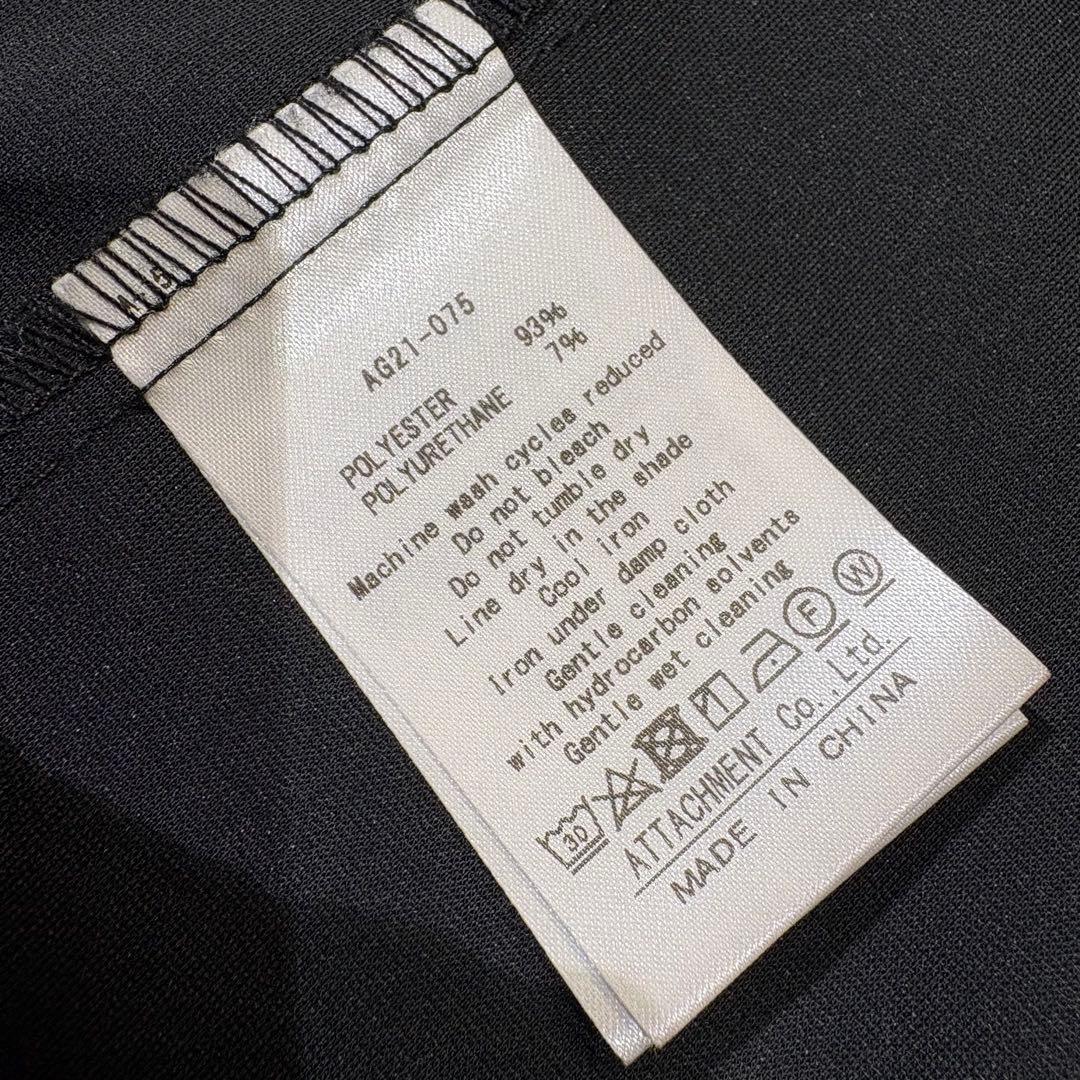 AG21-075
POLYESTER 93%
POLYURETHANE 7%
Machine wash cycles reduced
Do not bleach
Do not tumble dry
Line dry in the shade
Cool iron
Iron under damp cloth
Gentle cleaning
with hydrocarbon solvents
Gentle wet cleaning
30 F W
ATTACHMENT Co.,Ltd.
MADE IN CHINA